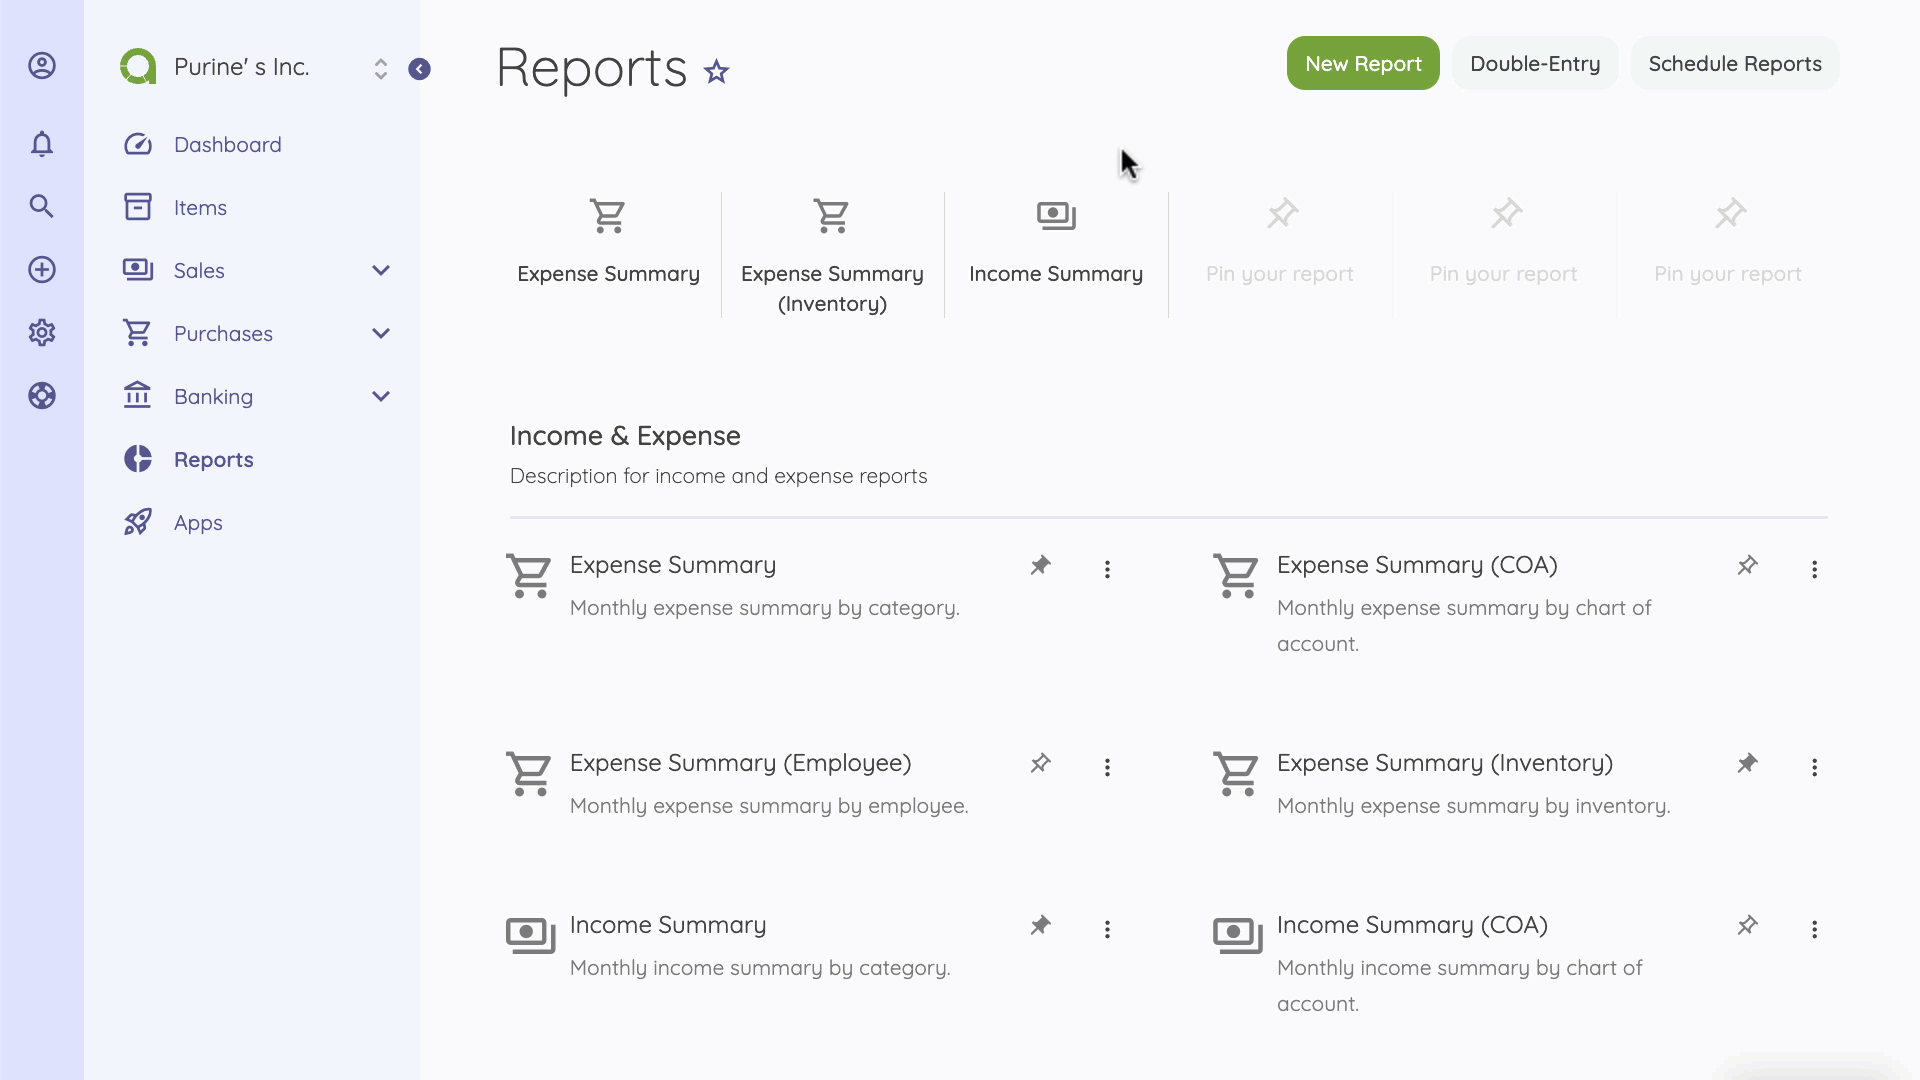 Purine' s Inc.
Dashboard
Items
Sales
Purchases
Banking
Reports
Apps
Reports
New Report
Double-Entry
Schedule Reports
Expense Summary
Expense Summary
(Inventory)
Income Summary
Pin your report
Pin your report
Pin your report
Income & Expense
Description for income and expense reports
Expense Summary
Monthly expense summary by category.
Expense Summary (COA)
Monthly expense summary by chart of
account.
Expense Summary (Employee)
Monthly expense summary by employee.
Expense Summary (Inventory)
Monthly expense summary by inventory.
Income Summary
Monthly income summary by category.
Income Summary (COA)
Monthly income summary by chart of
account.